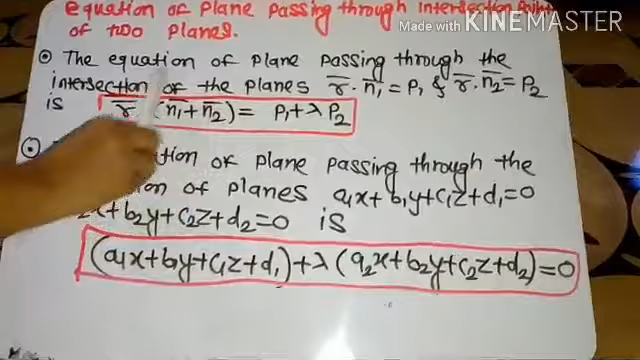 equation of plane passing through intersection
Made with KINEMASTER
of two planes.
⊙ The equation of plane passing through the
intersection of the planes r̄·n̄₁=P₁ & r̄·n̄₂=P₂
is r̄ (n̄₁+n̄₂)= P₁+λP₂
of plane passing through the
of planes a₁x+b₁y+c₁z+d₁=0
x+b₂y+c₂z+d₂=0 is
(a₁x+b₁y+c₁z+d₁)+λ(a₂x+b₂y+c₂z+d₂)=0